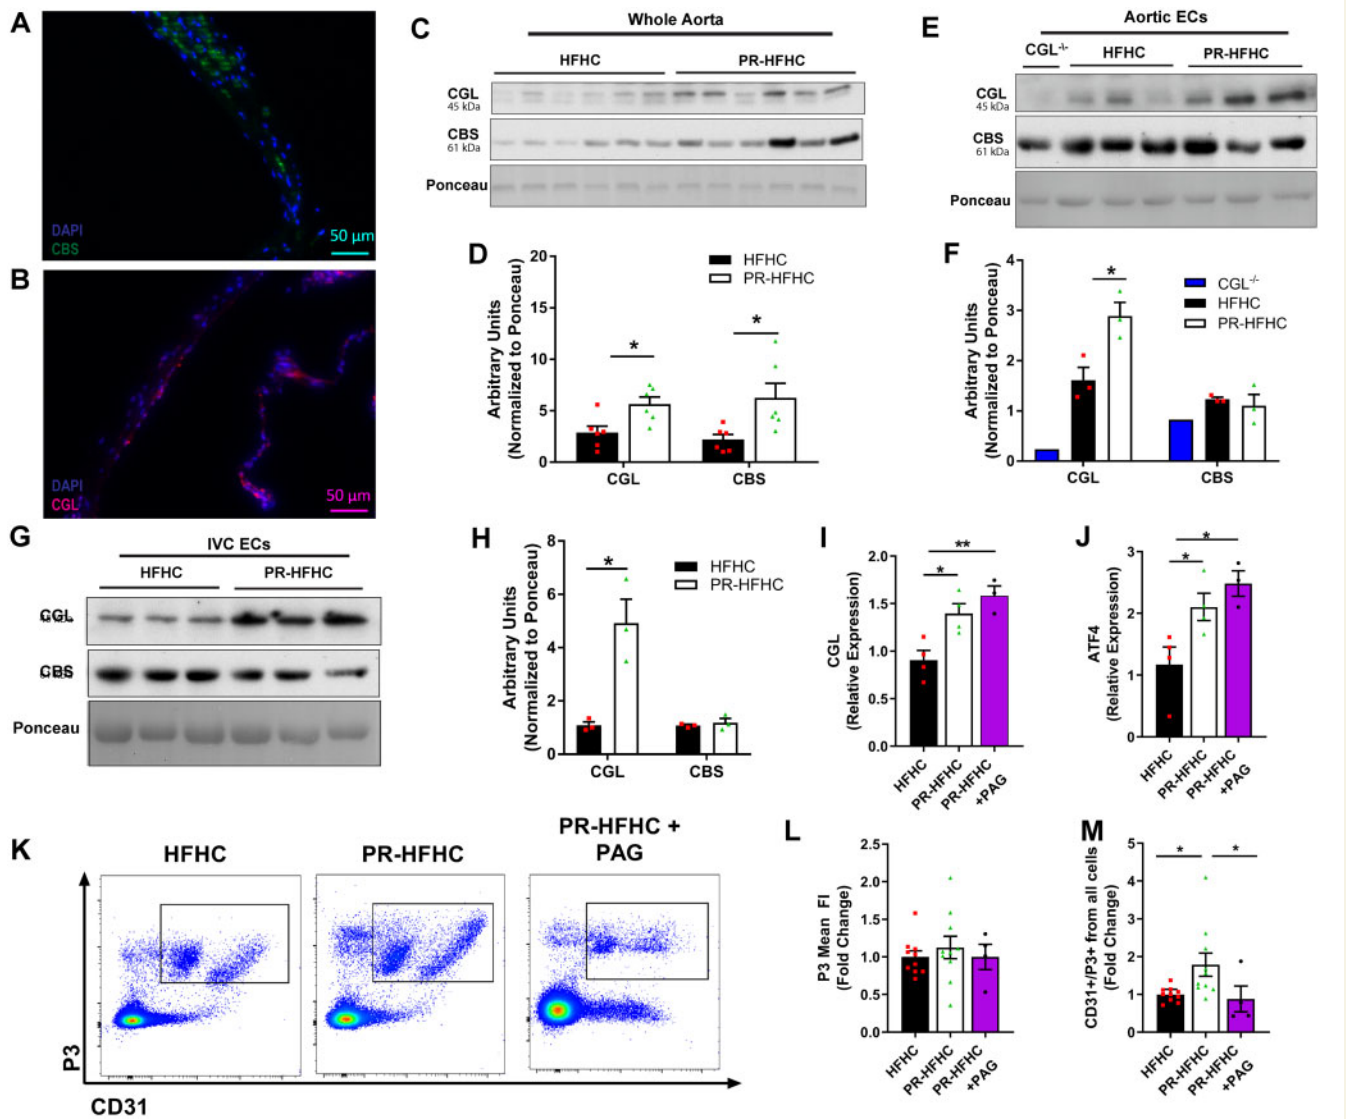 A
DAPI
CBS
50 µm
B
DAPI
CGL
50 µm
C
Whole Aorta
HFHC
PR-HFHC
CGL
45 kDa
CBS
61 kDa
Ponceau
D
Arbitrary Units
(Normalized to Ponceau)
20
15
10
5
0
HFHC
PR-HFHC
*
*
CGL
CBS
E
Aortic ECs
CGL-/-
HFHC
PR-HFHC
CGL
45 kDa
CBS
61 kDa
Ponceau
F
Arbitrary Units
(Normalized to Ponceau)
4
3
2
1
0
*
CGL-/-
HFHC
PR-HFHC
CGL
CBS
G
IVC ECs
HFHC
PR-HFHC
CGL
CBS
Ponceau
H
Arbitrary Units
(Normalized to Ponceau)
8
6
4
2
0
*
HFHC
PR-HFHC
CGL
CBS
I
CGL
(Relative Expression)
2.0
1.5
1.0
0.5
0.0
**
*
HFHC
PR-HFHC
PR-HFHC
+PAG
J
ATF4
(Relative Expression)
3
2
1
0
*
*
HFHC
PR-HFHC
PR-HFHC
+PAG
K
HFHC
PR-HFHC
PR-HFHC +
PAG
P3
CD31
L
P3 Mean FI
(Fold Change)
2.5
2.0
1.5
1.0
0.5
0.0
HFHC
PR-HFHC
PR-HFHC
+PAG
M
CD31+/P3+ from all cells
(Fold Change)
5
4
3
2
1
0
*
*
HFHC
PR-HFHC
PR-HFHC
+PAG